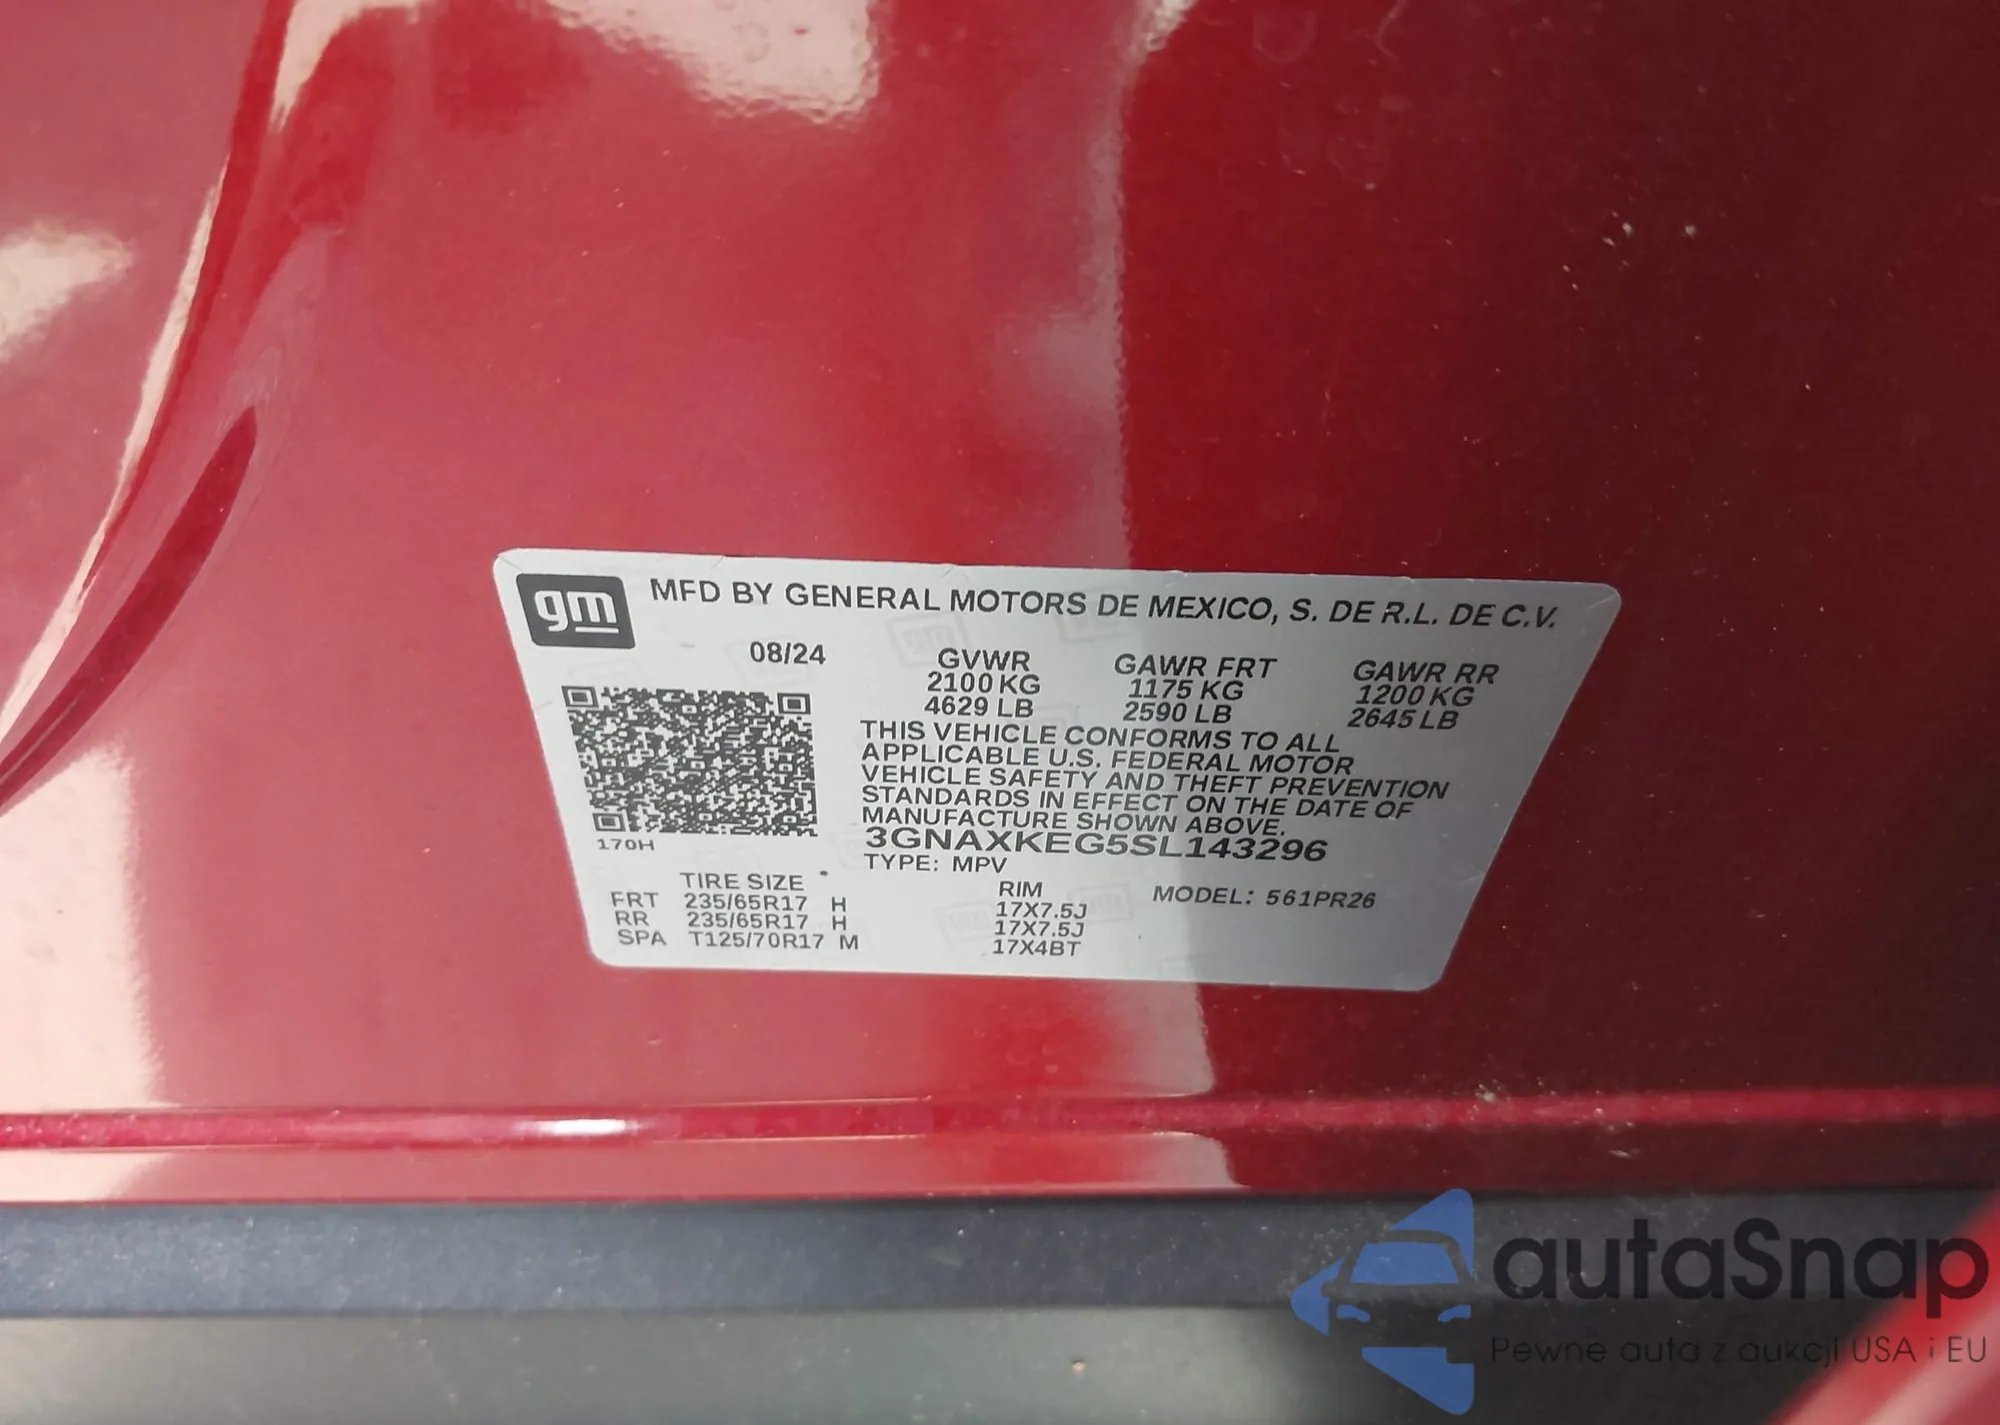 gm
MFD BY GENERAL MOTORS DE MEXICO, S. DE R.L. DE C.V.
08/24
GVWR GAWR FRT GAWR RR
2100 KG 1175 KG 1200 KG
4629 LB 2590 LB 2645 LB
THIS VEHICLE CONFORMS TO ALL
APPLICABLE U.S. FEDERAL MOTOR
VEHICLE SAFETY AND THEFT PREVENTION
STANDARDS IN EFFECT ON THE DATE OF
MANUFACTURE SHOWN ABOVE.
170H
3GNAXKEG5SL143296
TYPE: MPV
TIRE SIZE RIM MODEL: 561PR26
FRT 235/65R17 H 17X7.5J
RR 235/65R17 H 17X7.5J
SPA T125/70R17 M 17X4BT
autaSnap
Pewne auta z aukcji USA i EU